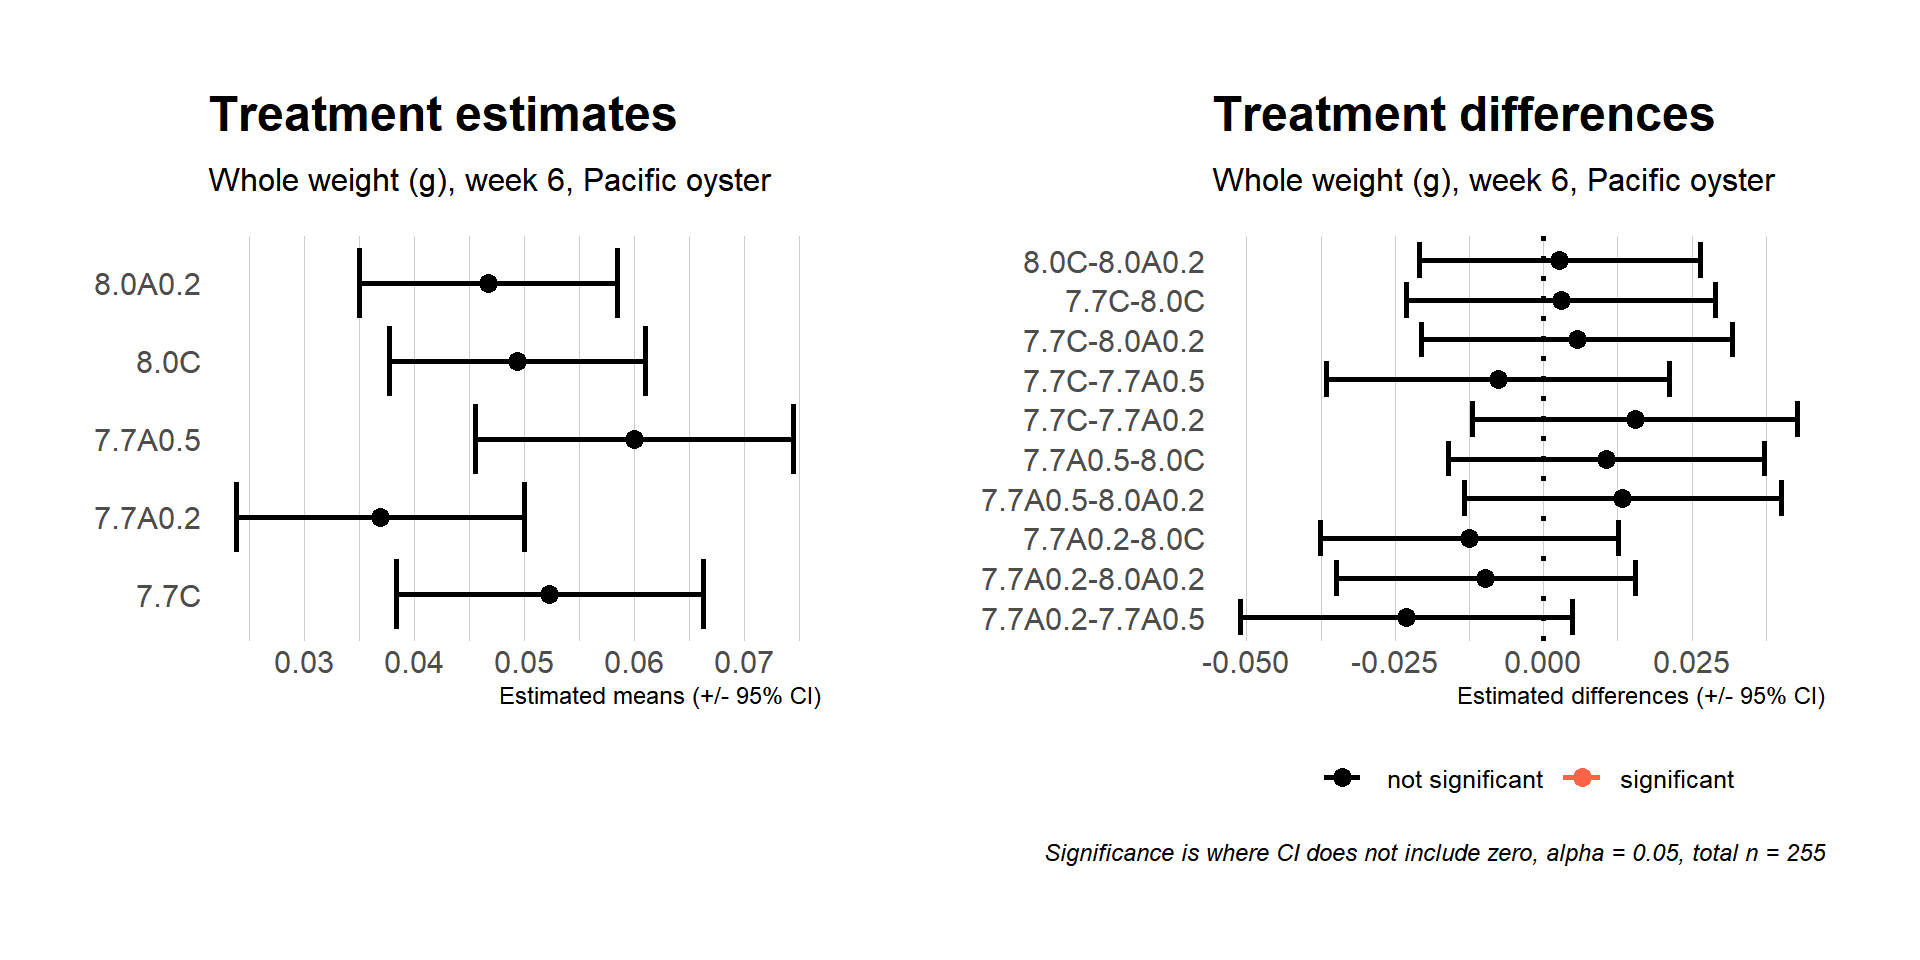 Treatment estimates
Whole weight (g), week 6, Pacific oyster
8.0A0.2
8.0C
7.7A0.5
7.7A0.2
7.7C
0.03 0.04 0.05 0.06 0.07
Estimated means (+/- 95% CI)
Treatment differences
Whole weight (g), week 6, Pacific oyster
8.0C-8.0A0.2
7.7C-8.0C
7.7C-8.0A0.2
7.7C-7.7A0.5
7.7C-7.7A0.2
7.7A0.5-8.0C
7.7A0.5-8.0A0.2
7.7A0.2-8.0C
7.7A0.2-8.0A0.2
7.7A0.2-7.7A0.5
-0.050 -0.025 0.000 0.025
Estimated differences (+/- 95% CI)
not significant significant
Significance is where CI does not include zero, alpha = 0.05, total n = 255